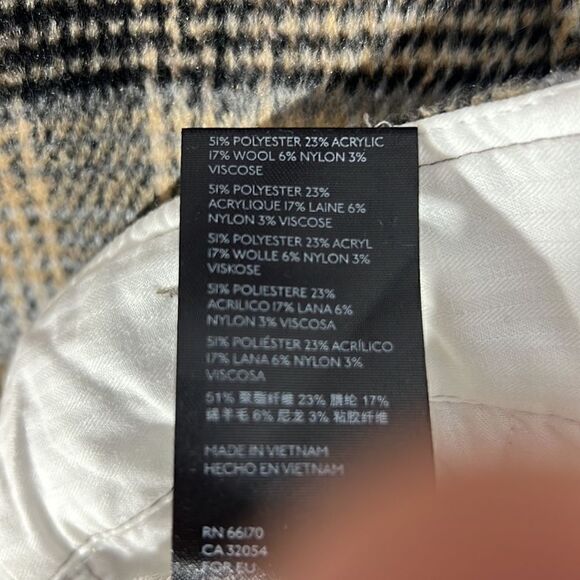 51% POLYESTER 23% ACRYLIC
17% WOOL 6% NYLON 3%
VISCOSE
51% POLYESTER 23%
ACRYLIQUE 17% LAINE 6%
NYLON 3% VISCOSE
51% POLYESTER 23% ACRYL
17% WOLLE 6% NYLON 3%
VISKOSE
51% POLIESTERE 23%
ACRILICO 17% LANA 6%
NYLON 3% VISCOSA
51% POLIÉSTER 23% ACRÍLICO
17% LANA 6% NYLON 3%
VISCOSA
51% 聚酯纤维 23% 腈纶 17%
绵羊毛 6% 尼龙 3% 粘胶纤维
MADE IN VIETNAM
HECHO EN VIETNAM
RN 66170
CA 32054
FOR EU